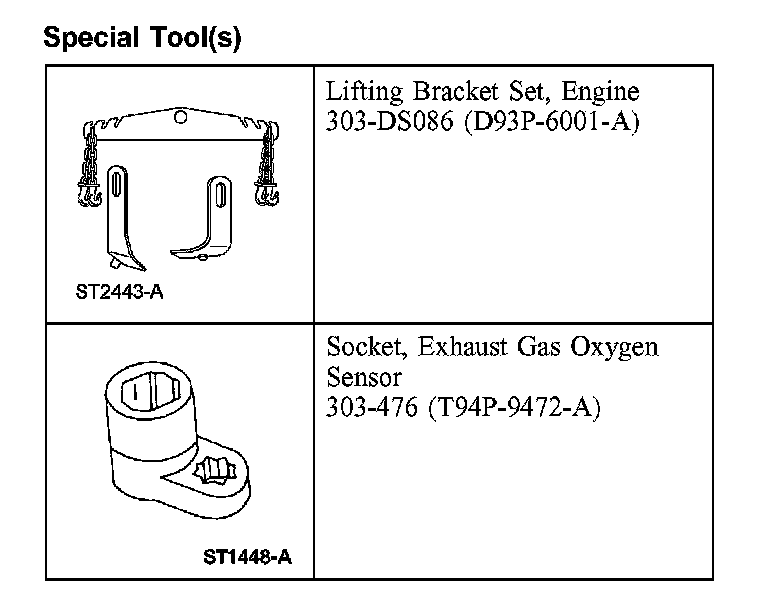 Special Tool(s)
Lifting Bracket Set, Engine
303-DS086 (D93P-6001-A)
ST2443-A
Socket, Exhaust Gas Oxygen
Sensor
303-476 (T94P-9472-A)
ST1448-A